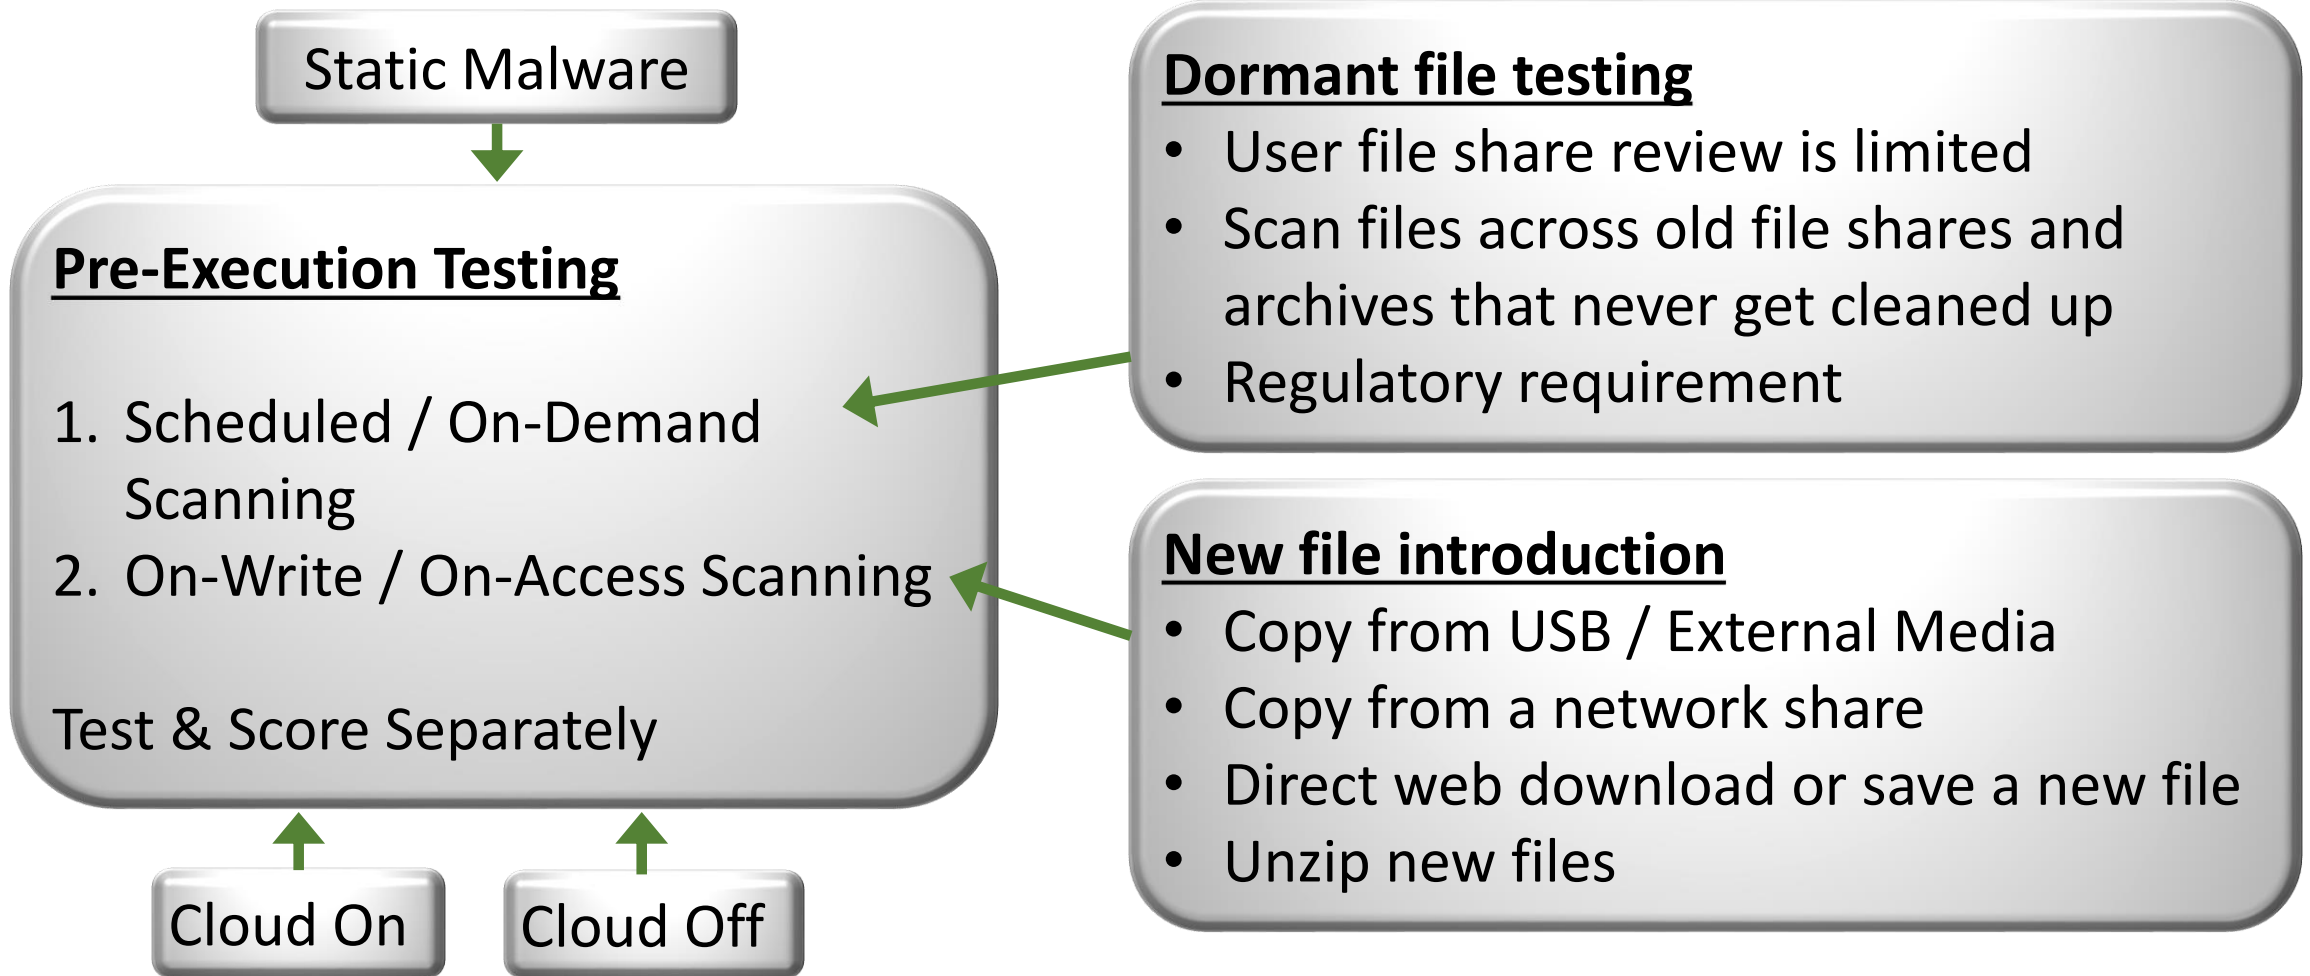 Static Malware
Pre-Execution Testing
1. Scheduled / On-Demand
Scanning
2. On-Write / On-Access Scanning
Test & Score Separately
Cloud On
Cloud Off
Dormant file testing
• User file share review is limited
• Scan files across old file shares and
archives that never get cleaned up
• Regulatory requirement
New file introduction
• Copy from USB / External Media
• Copy from a network share
• Direct web download or save a new file
• Unzip new files